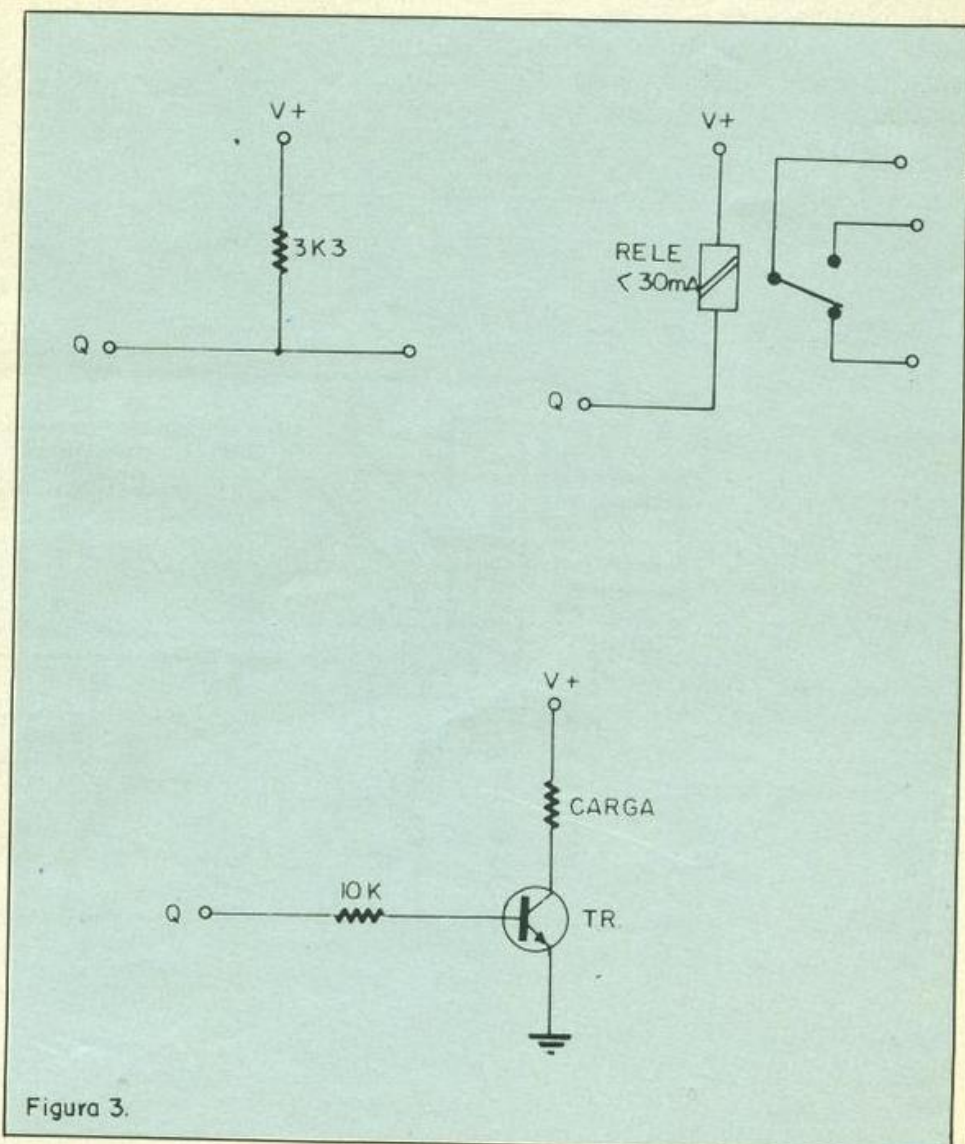 V+
3K3
Q
V+
RELE
<30mA
Q
V+
CARGA
10K
Q
TR.
Figura 3.